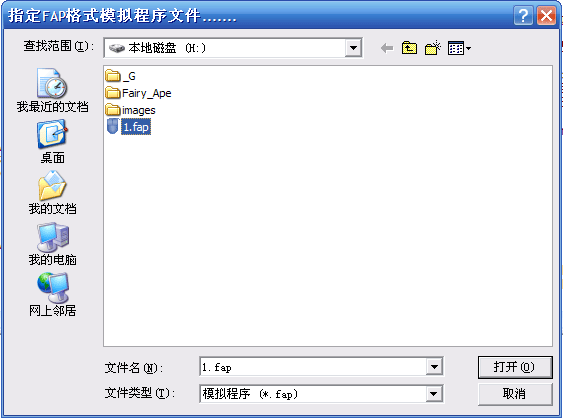 指定FAP格式模拟程序文件.......
查找范围(I):
本地磁盘 (H:)
我最近的文档
桌面
我的文档
我的电脑
网上邻居
_G
Fairy_Ape
images
1.fap
文件名(N):
1.fap
打开(O)
文件类型(T):
模拟程序 (*.fap)
取消